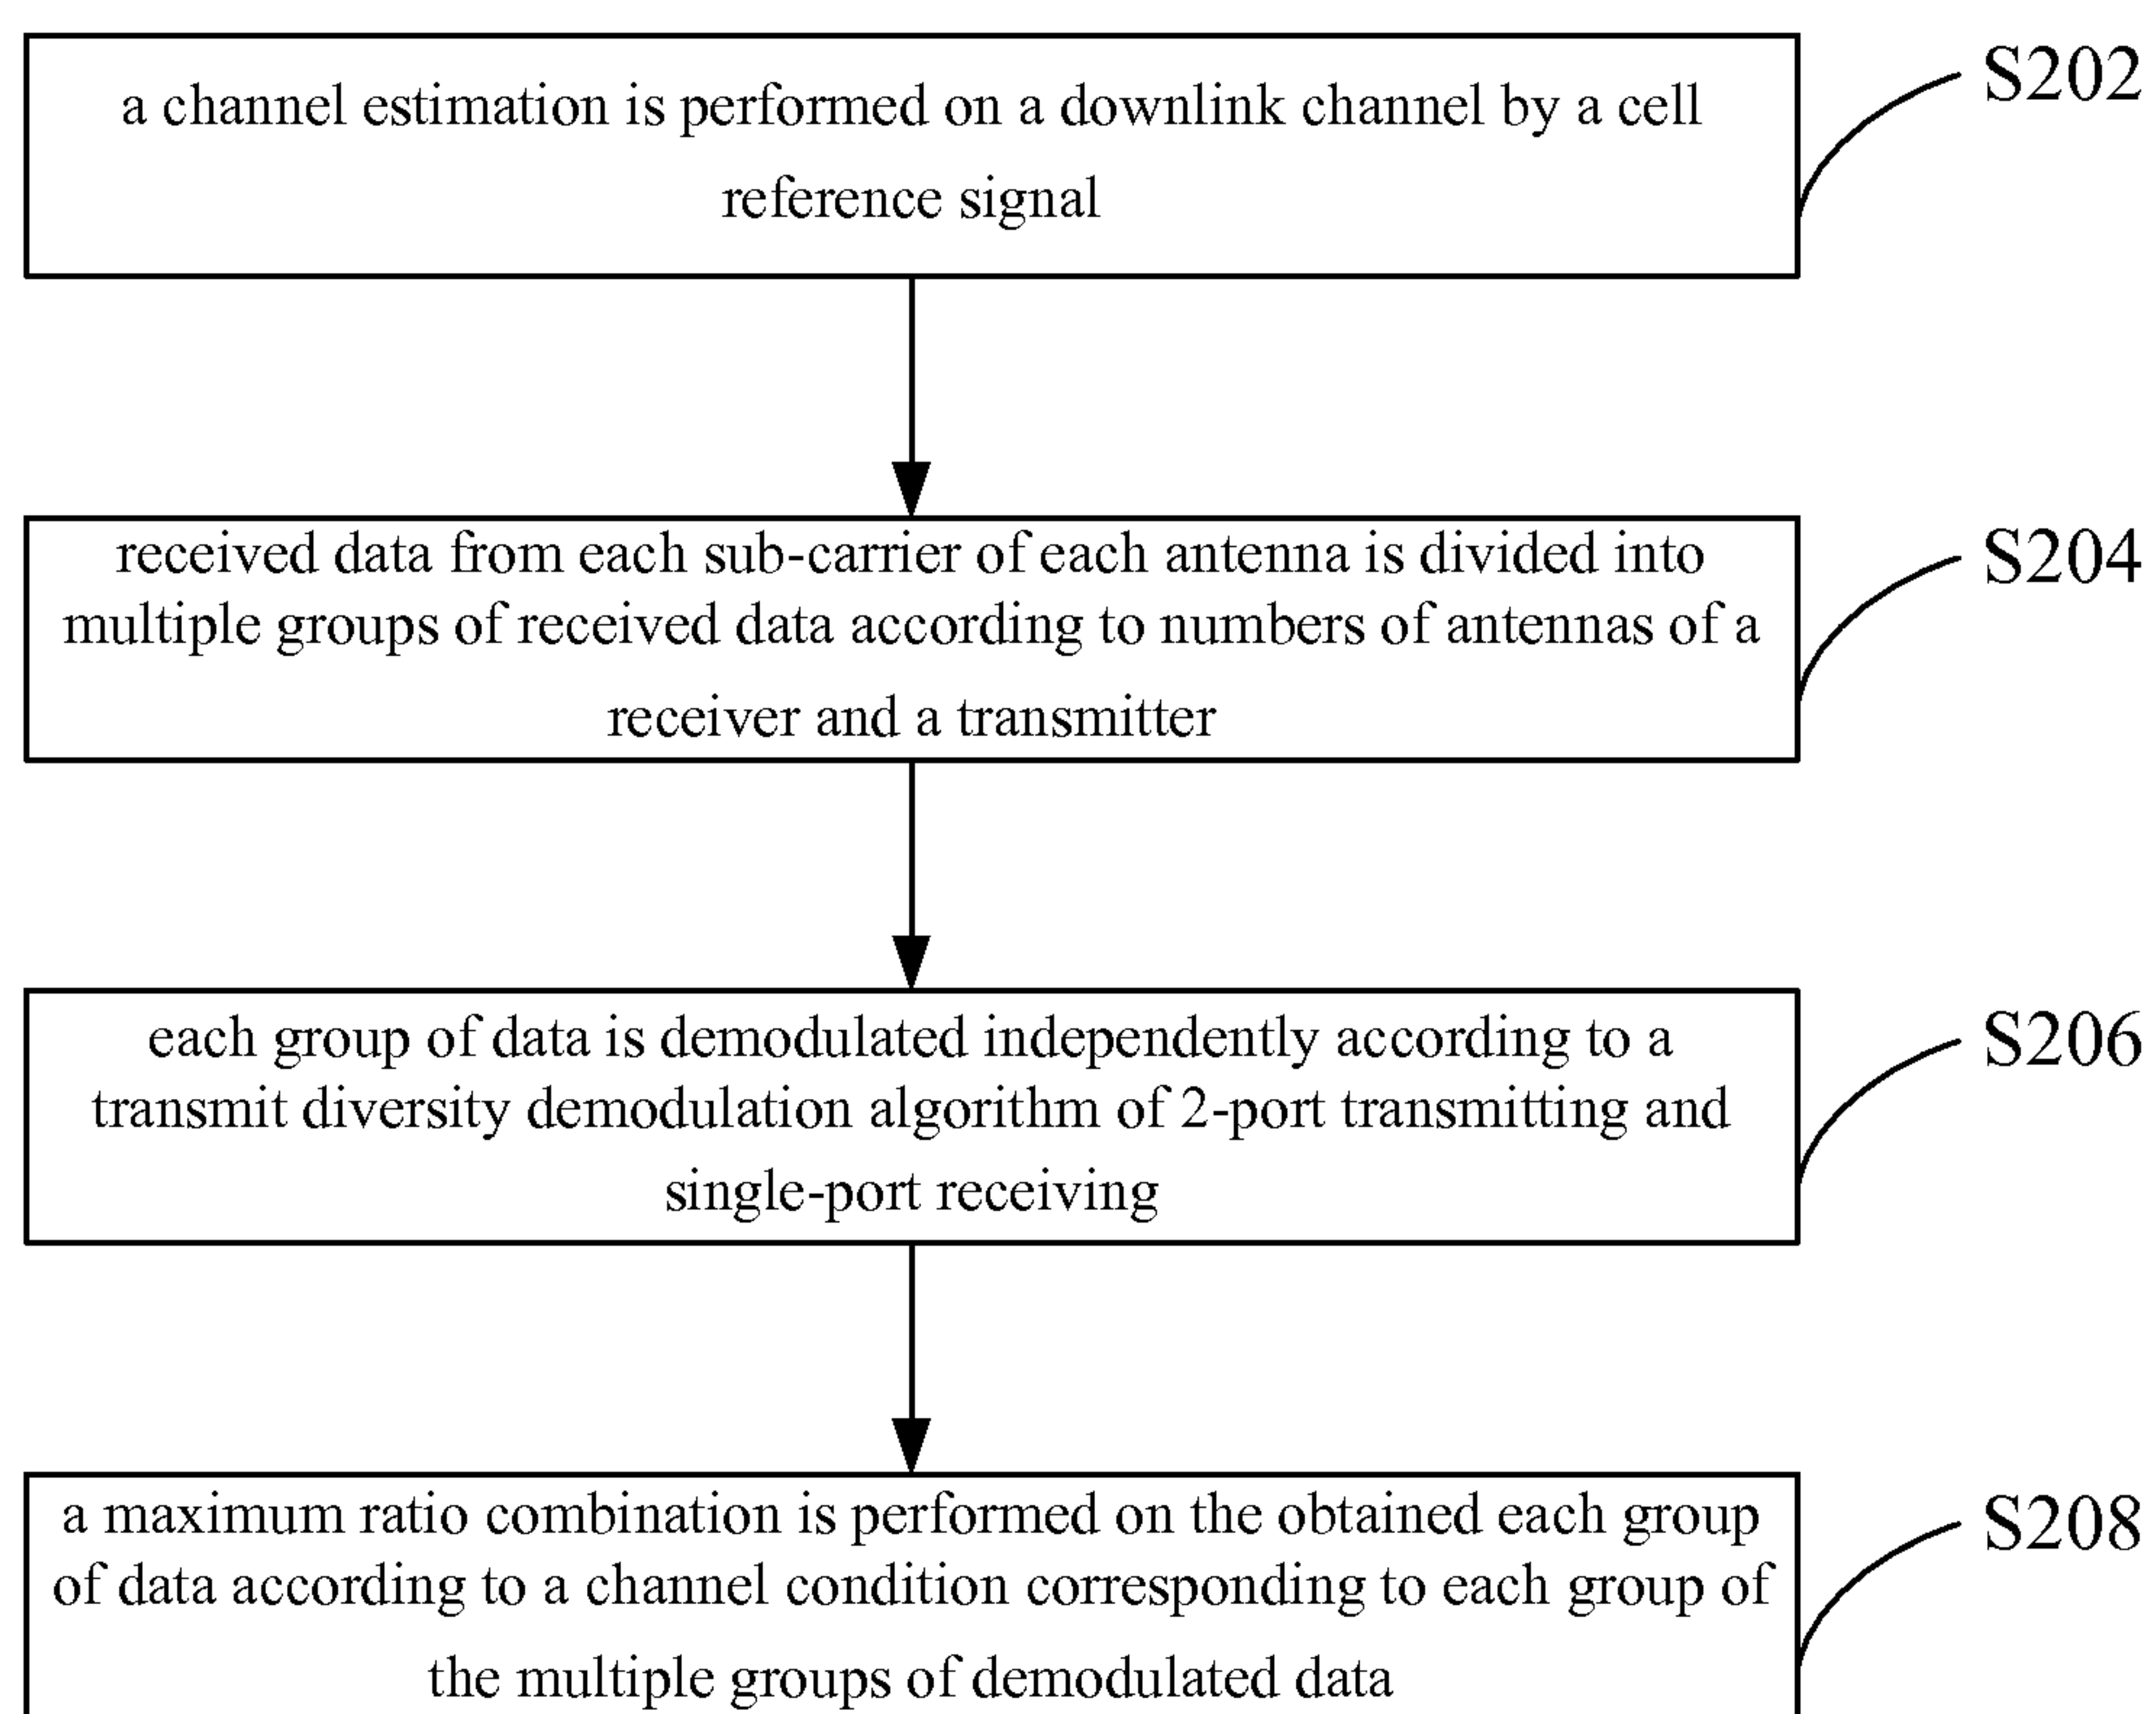 a channel estimation is performed on a downlink channel by a cell
reference signal
S202
received data from each sub-carrier of each antenna is divided into
multiple groups of received data according to numbers of antennas of a
receiver and a transmitter
S204
each group of data is demodulated independently according to a
transmit diversity demodulation algorithm of 2-port transmitting and
single-port receiving
S206
a maximum ratio combination is performed on the obtained each group
of data according to a channel condition corresponding to each group of
the multiple groups of demodulated data
S208